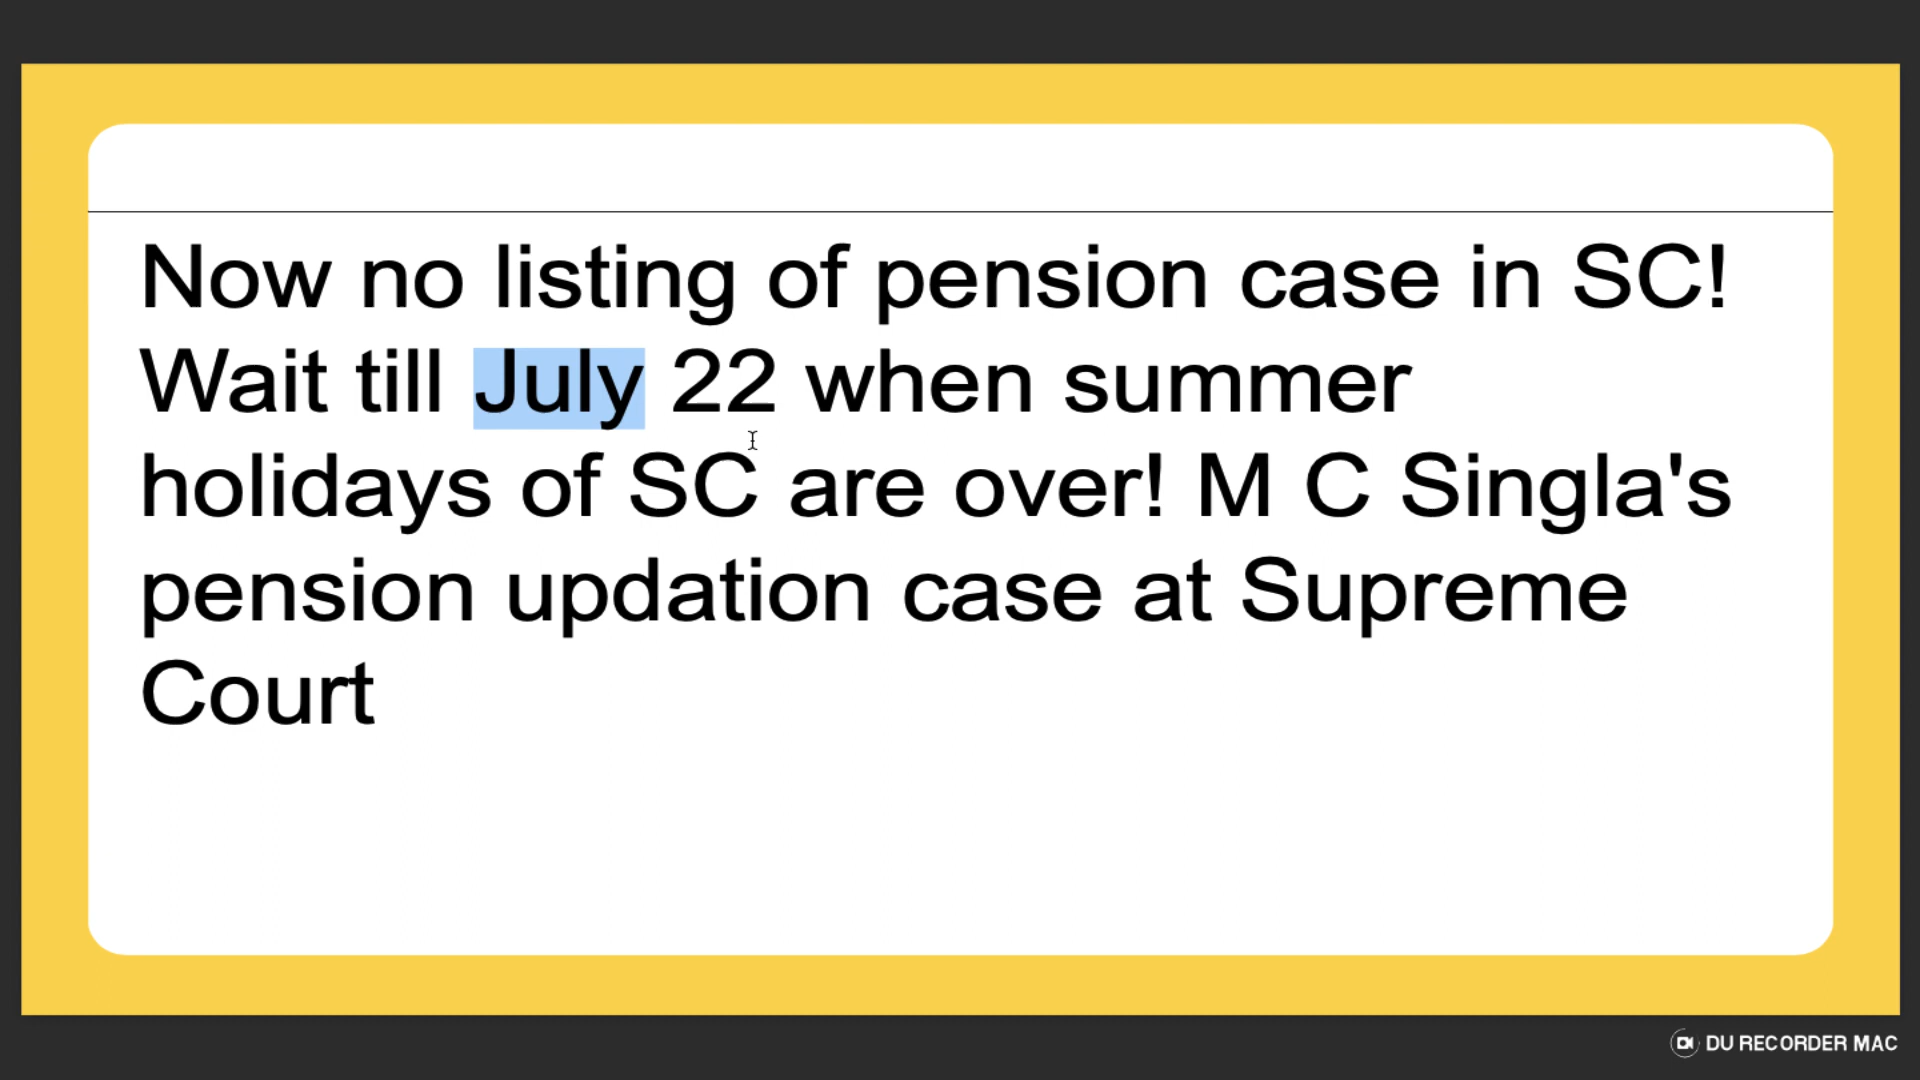 Now no listing of pension case in SC!
Wait till July 22 when summer
holidays of SC are over! M C Singla's
pension updation case at Supreme
Court
DU RECORDER MAC